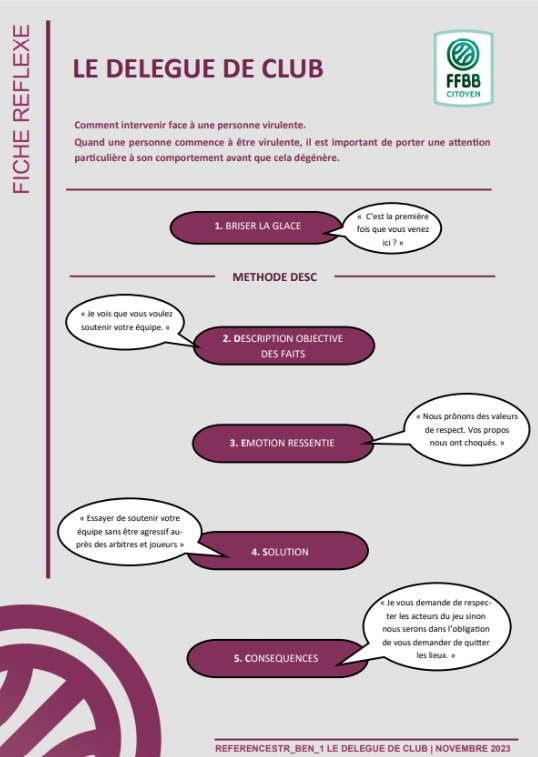 FICHE REFLEXE
LE DELEGUE DE CLUB
FFBB
CITOYEN
Comment intervenir face à une personne virulente.
Quand une personne commence à être virulente, il est important de porter une attention
particulière à son comportement avant que cela dégénère.
1. BRISER LA GLACE
« C’est la première
fois que vous venez
ici ? »
METHODE DESC
« Je vois que vous voulez
soutenir votre équipe. «
2. DESCRIPTION OBJECTIVE
DES FAITS
« Nous prônons des valeurs
de respect. Vos propos
nous ont choqués. »
3. EMOTION RESSENTIE
« Essayer de soutenir votre
équipe sans être agressif au-
près des arbitres et joueurs »
4. SOLUTION
« Je vous demande de respec-
ter les acteurs du jeu sinon
nous serons dans l’obligation
de vous demander de quitter
les lieux. »
5. CONSEQUENCES
REFERENCESTR_BEN_1 LE DELEGUE DE CLUB | NOVEMBRE 2023